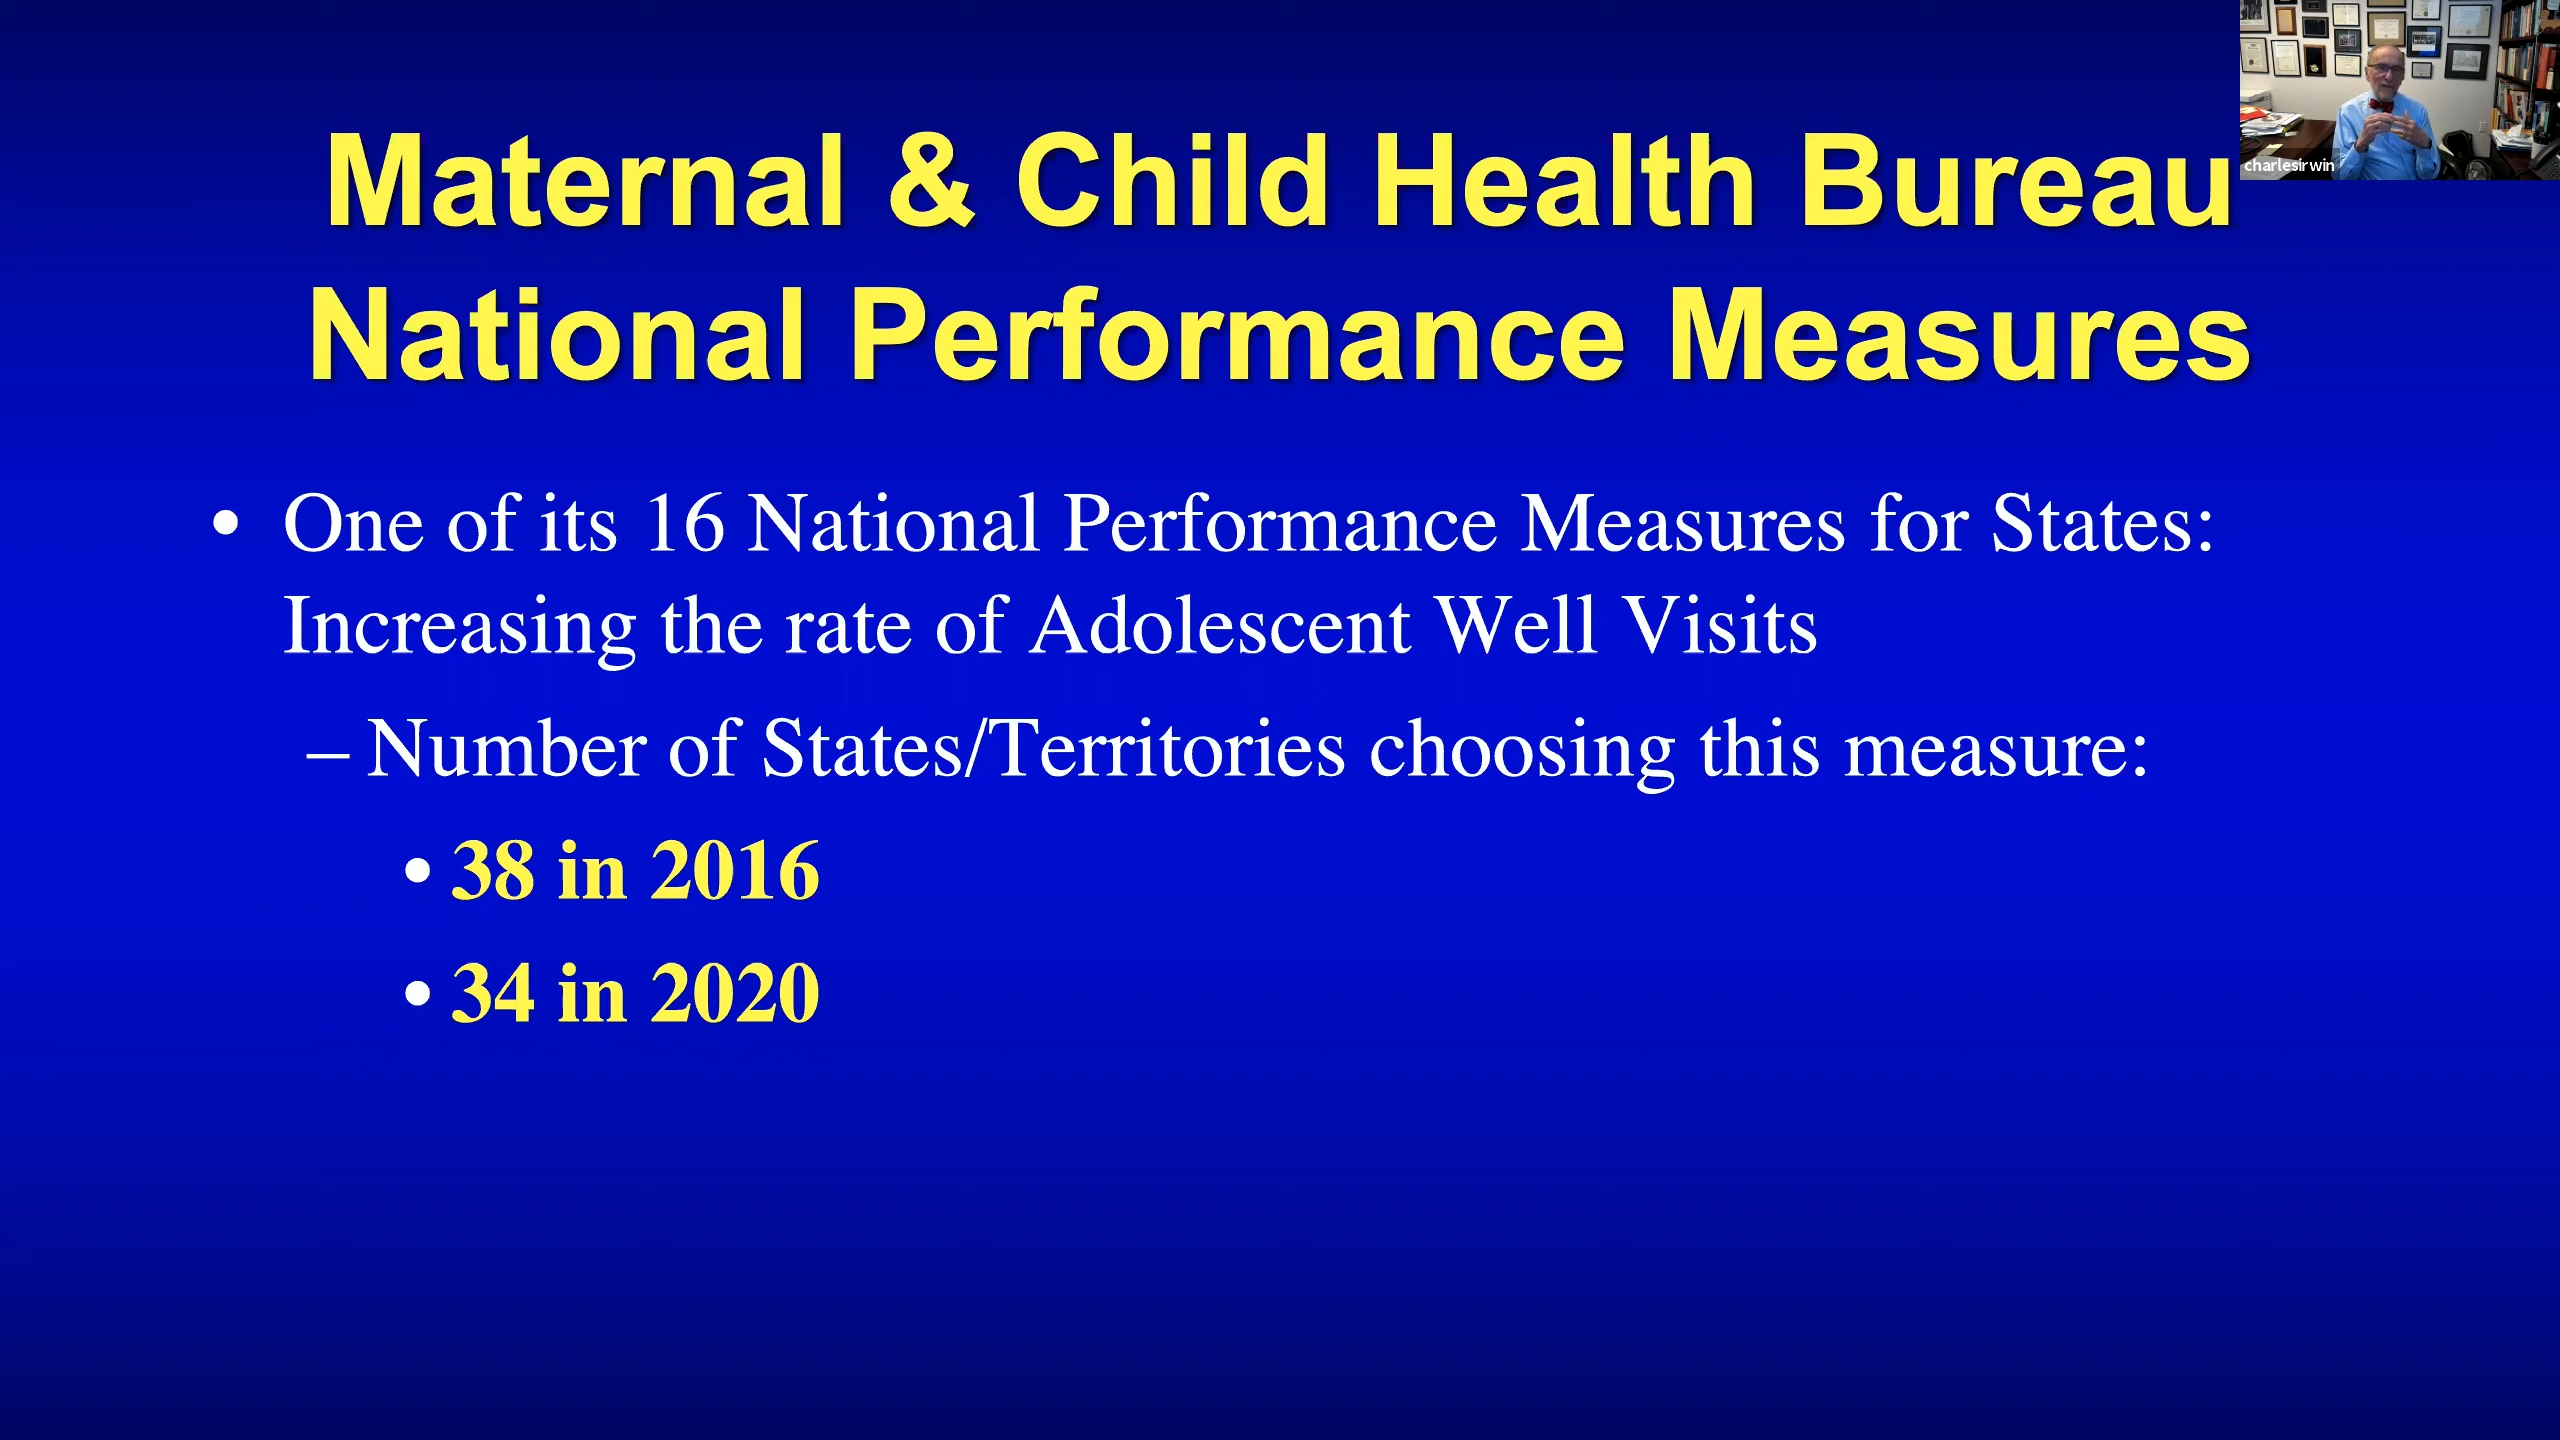 Maternal & Child Health Bureau
National Performance Measures
charlesirwin
• One of its 16 National Performance Measures for States:
Increasing the rate of Adolescent Well Visits
– Number of States/Territories choosing this measure:
• 38 in 2016
• 34 in 2020